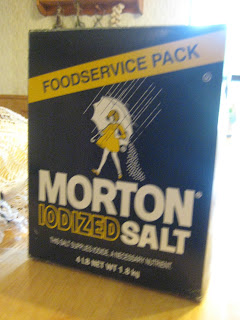 FOODSERVICE PACK
MORTON®
IODIZED SALT
THIS SALT SUPPLIES IODIDE, A NECESSARY NUTRIENT.
4 LB NET WT 1.8 kg